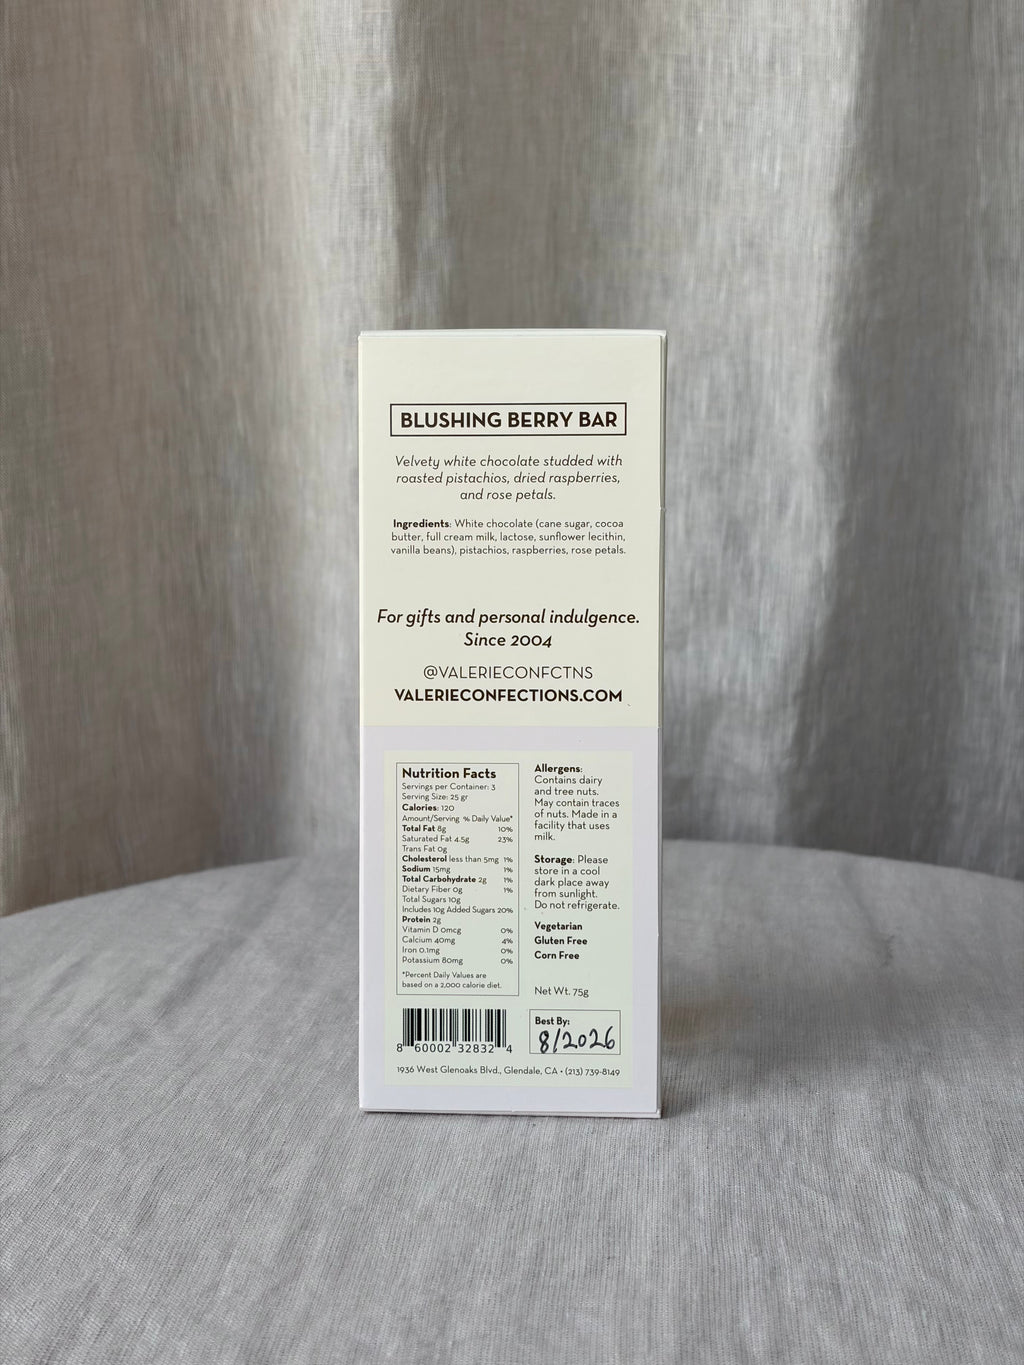 BLUSHING BERRY BAR
Velvety white chocolate studded with
roasted pistachios, dried raspberries,
and rose petals.
Ingredients: White chocolate (cane sugar, cocoa
butter, full cream milk, lactose, sunflower lecithin,
vanilla beans), pistachios, raspberries, rose petals.
For gifts and personal indulgence.
Since 2004
@VALERIECONFCTNS
VALERIECONFECTIONS.COM
Nutrition Facts
Servings per Container: 3
Serving Size: 25 gr
Calories: 120
Amount/Serving % Daily Value*
Total Fat 8g 10%
Saturated Fat 4.5g 23%
Trans Fat 0g
Cholesterol less than 5mg 1%
Sodium 15mg 1%
Total Carbohydrate 2g 1%
Dietary Fiber 0g 1%
Total Sugars 10g
Includes 10g Added Sugars 20%
Protein 2g
Vitamin D 0mcg 0%
Calcium 40mg 4%
Iron 0.1mg 0%
Potassium 80mg 0%
*Percent Daily Values are
based on a 2,000 calorie diet.
Allergens:
Contains dairy
and tree nuts.
May contain traces
of nuts. Made in a
facility that uses
milk.
Storage: Please
store in a cool
dark place away
from sunlight.
Do not refrigerate.
Vegetarian
Gluten Free
Corn Free
Net Wt. 75g
8 60002 32832 4
Best By:
8/2026
1936 West Glenoaks Blvd., Glendale, CA • (213) 739-8149